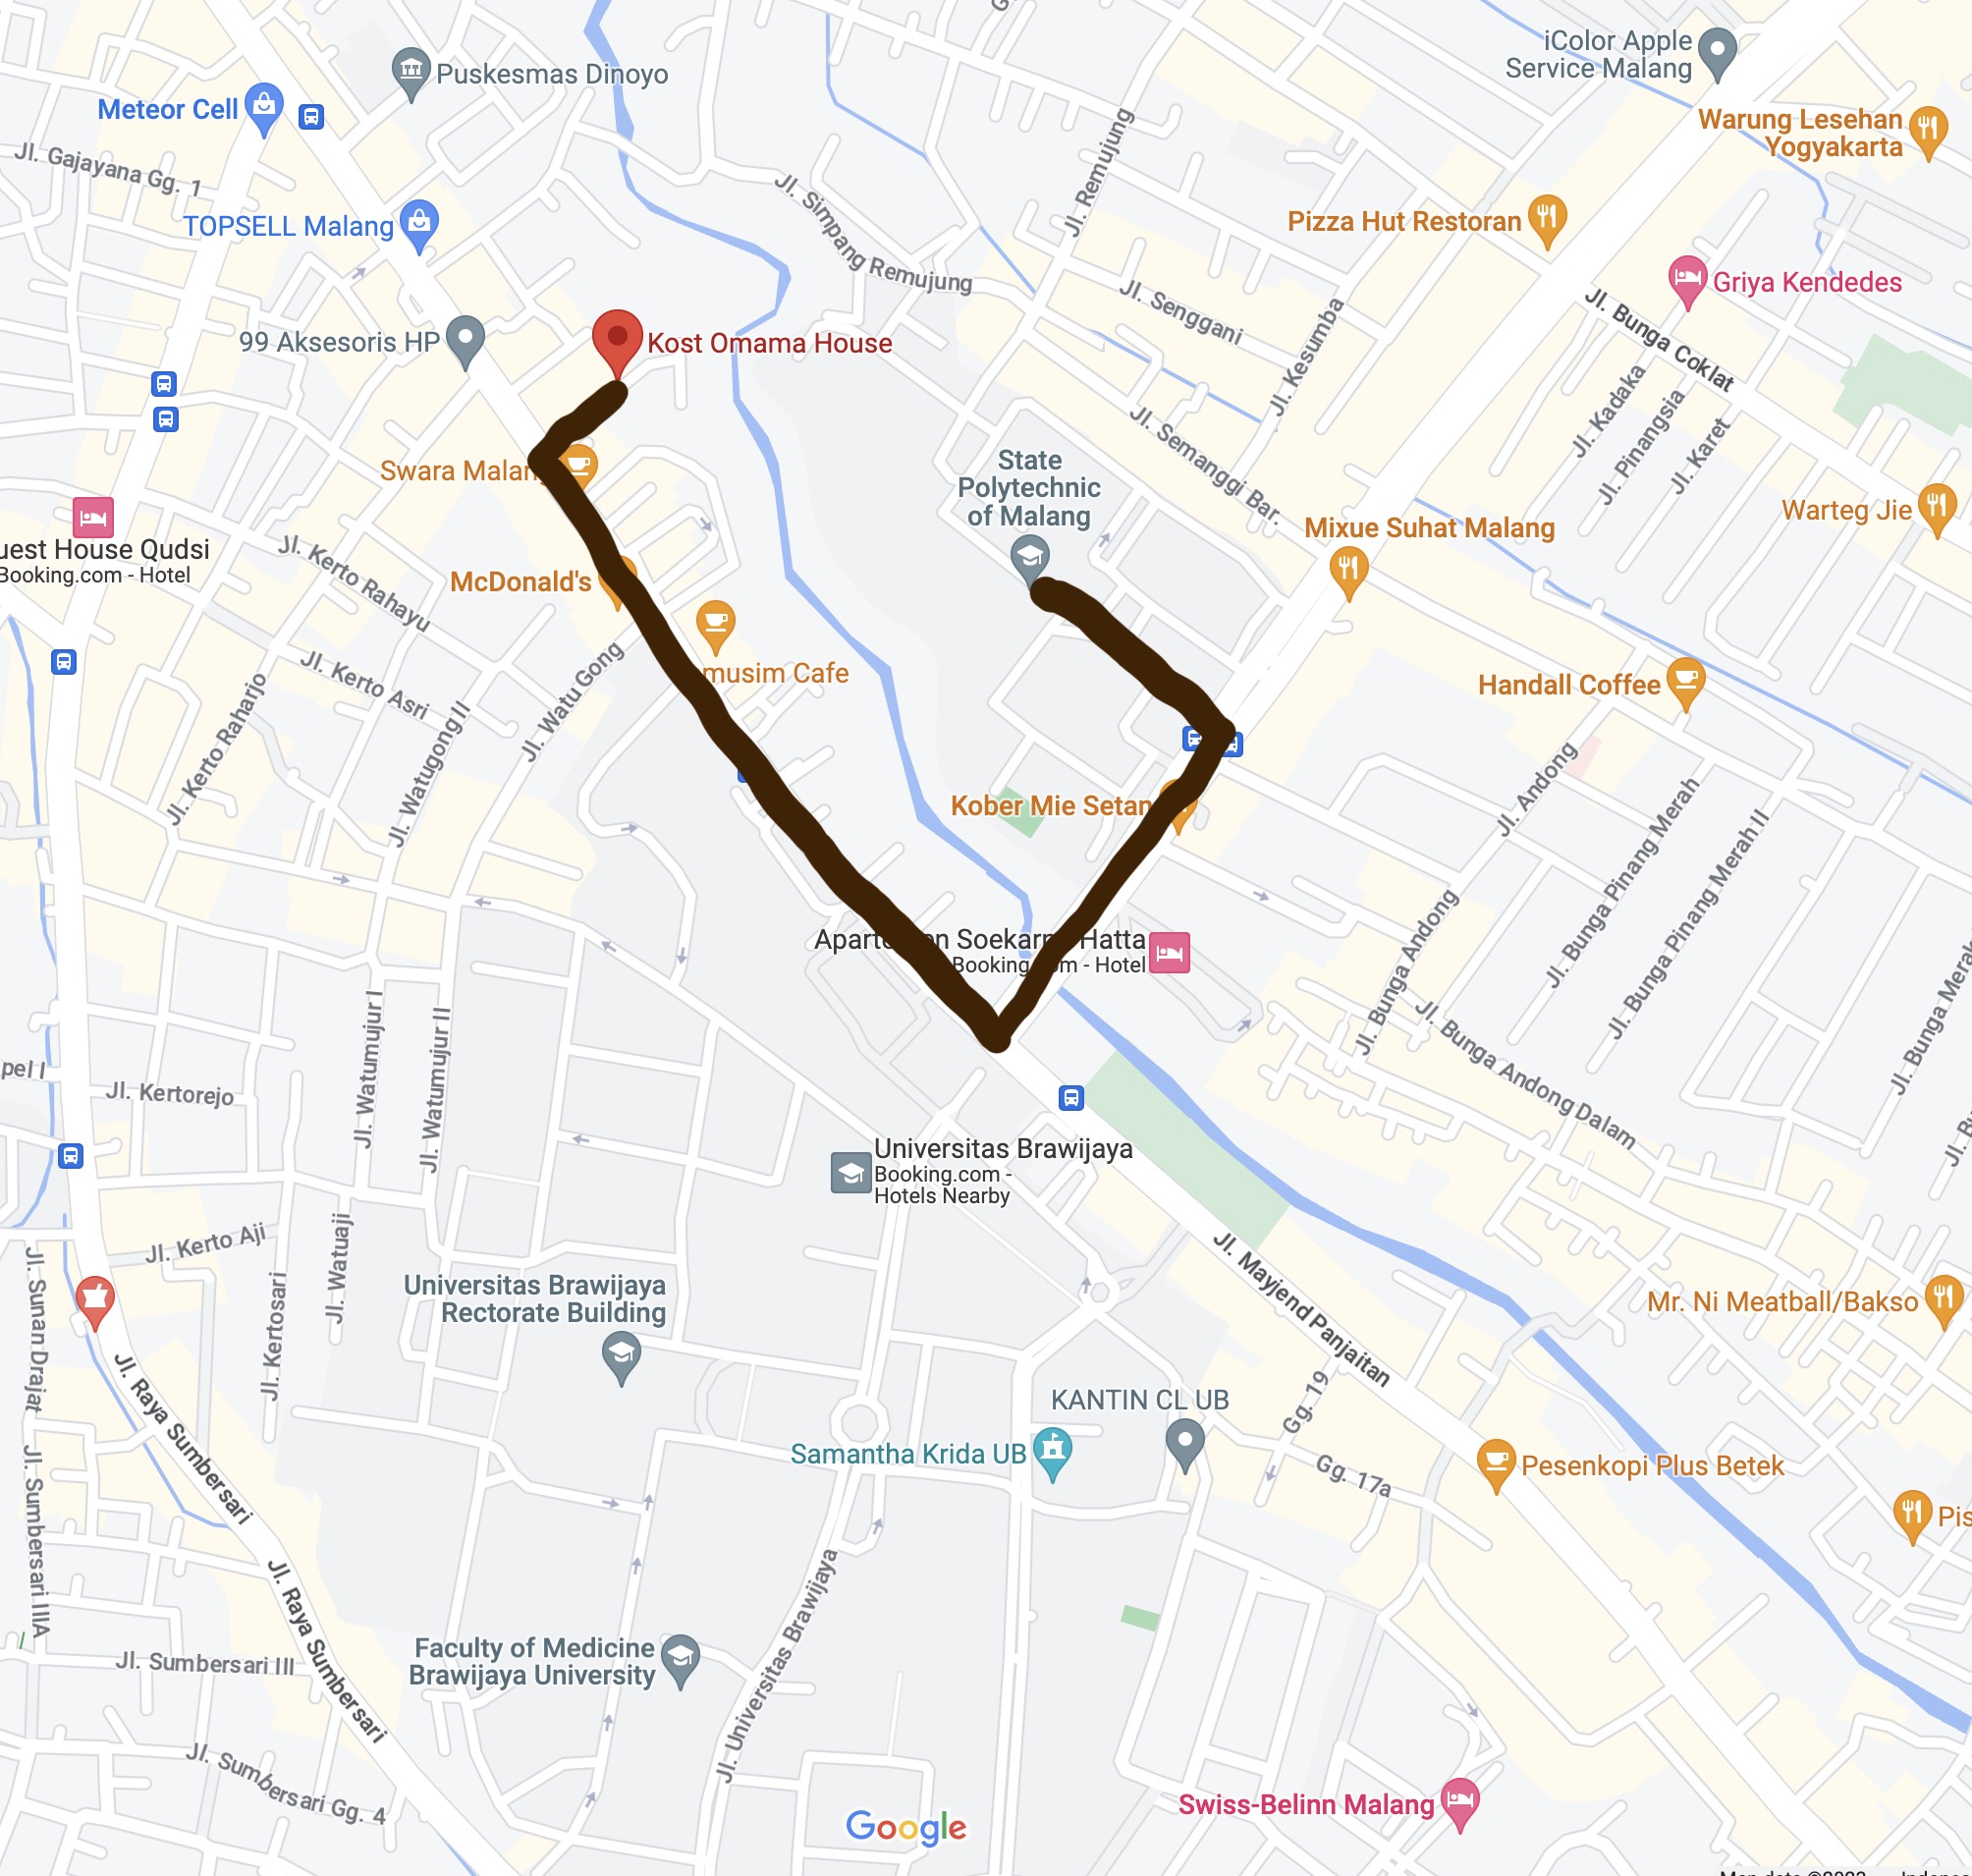 iColor Apple
Service Malang
Puskesmas Dinoyo
Meteor Cell
Warung Lesehan
Yogyakarta
Jl. Gajayana Gg. 1
Jl. Remujung
Jl. Simpang Remujung
TOPSELL Malang
Pizza Hut Restoran
Griya Kendedes
Jl. Senggani
Jl. Kesumba
Jl. Bunga Coklat
99 Aksesoris HP
Kost Omama House
Jl. Kadaka
Jl. Pinangsia
Jl. Karet
Jl. Semanggi Bar.
Swara Malan
State
Polytechnic
of Malang
Warteg Jie
Mixue Suhat Malang
uest House Qudsi
Booking.com - Hotel
Jl. Kerto Rahayu
McDonald's
musim Cafe
Jl. Kerto Asri
Jl. Watu Gong
Jl. Kerto Raharjo
Jl. Watugong II
Handall Coffee
Kober Mie Setan
Jl. Andong
Jl. Bunga Pinang Merah
Jl. Bunga Pinang Merah II
Soekarn Hatta
Booking. m - Hotel
Jl. Bunga Andong
Jl. Bunga Andong Dalam
Jl. Bunga Merak
pel I
Jl. Kertorejo
Jl. Watumujur I
Jl. Watumujur II
Universitas Brawijaya
Booking.com -
Hotels Nearby
Jl. Kerto Aji
Jl. Watuaji
Jl. Kertosari
Jl. Sunan Drajat
Jl. Mayjend Panjaitan
Universitas Brawijaya
Rectorate Building
Mr. Ni Meatball/Bakso
Jl. Raya Sumbersari
KANTIN CL UB
Gg. 19
Samantha Krida UB
Gg. 17a
Pesenkopi Plus Betek
Pis
Jl. Sumbersari IIIA
Jl. Raya Sumbersari
Jl. Universitas Brawijaya
Jl. Sumbersari III
Faculty of Medicine
Brawijaya University
Jl. Sumbersari Gg. 4
Swiss-Belinn Malang
Google